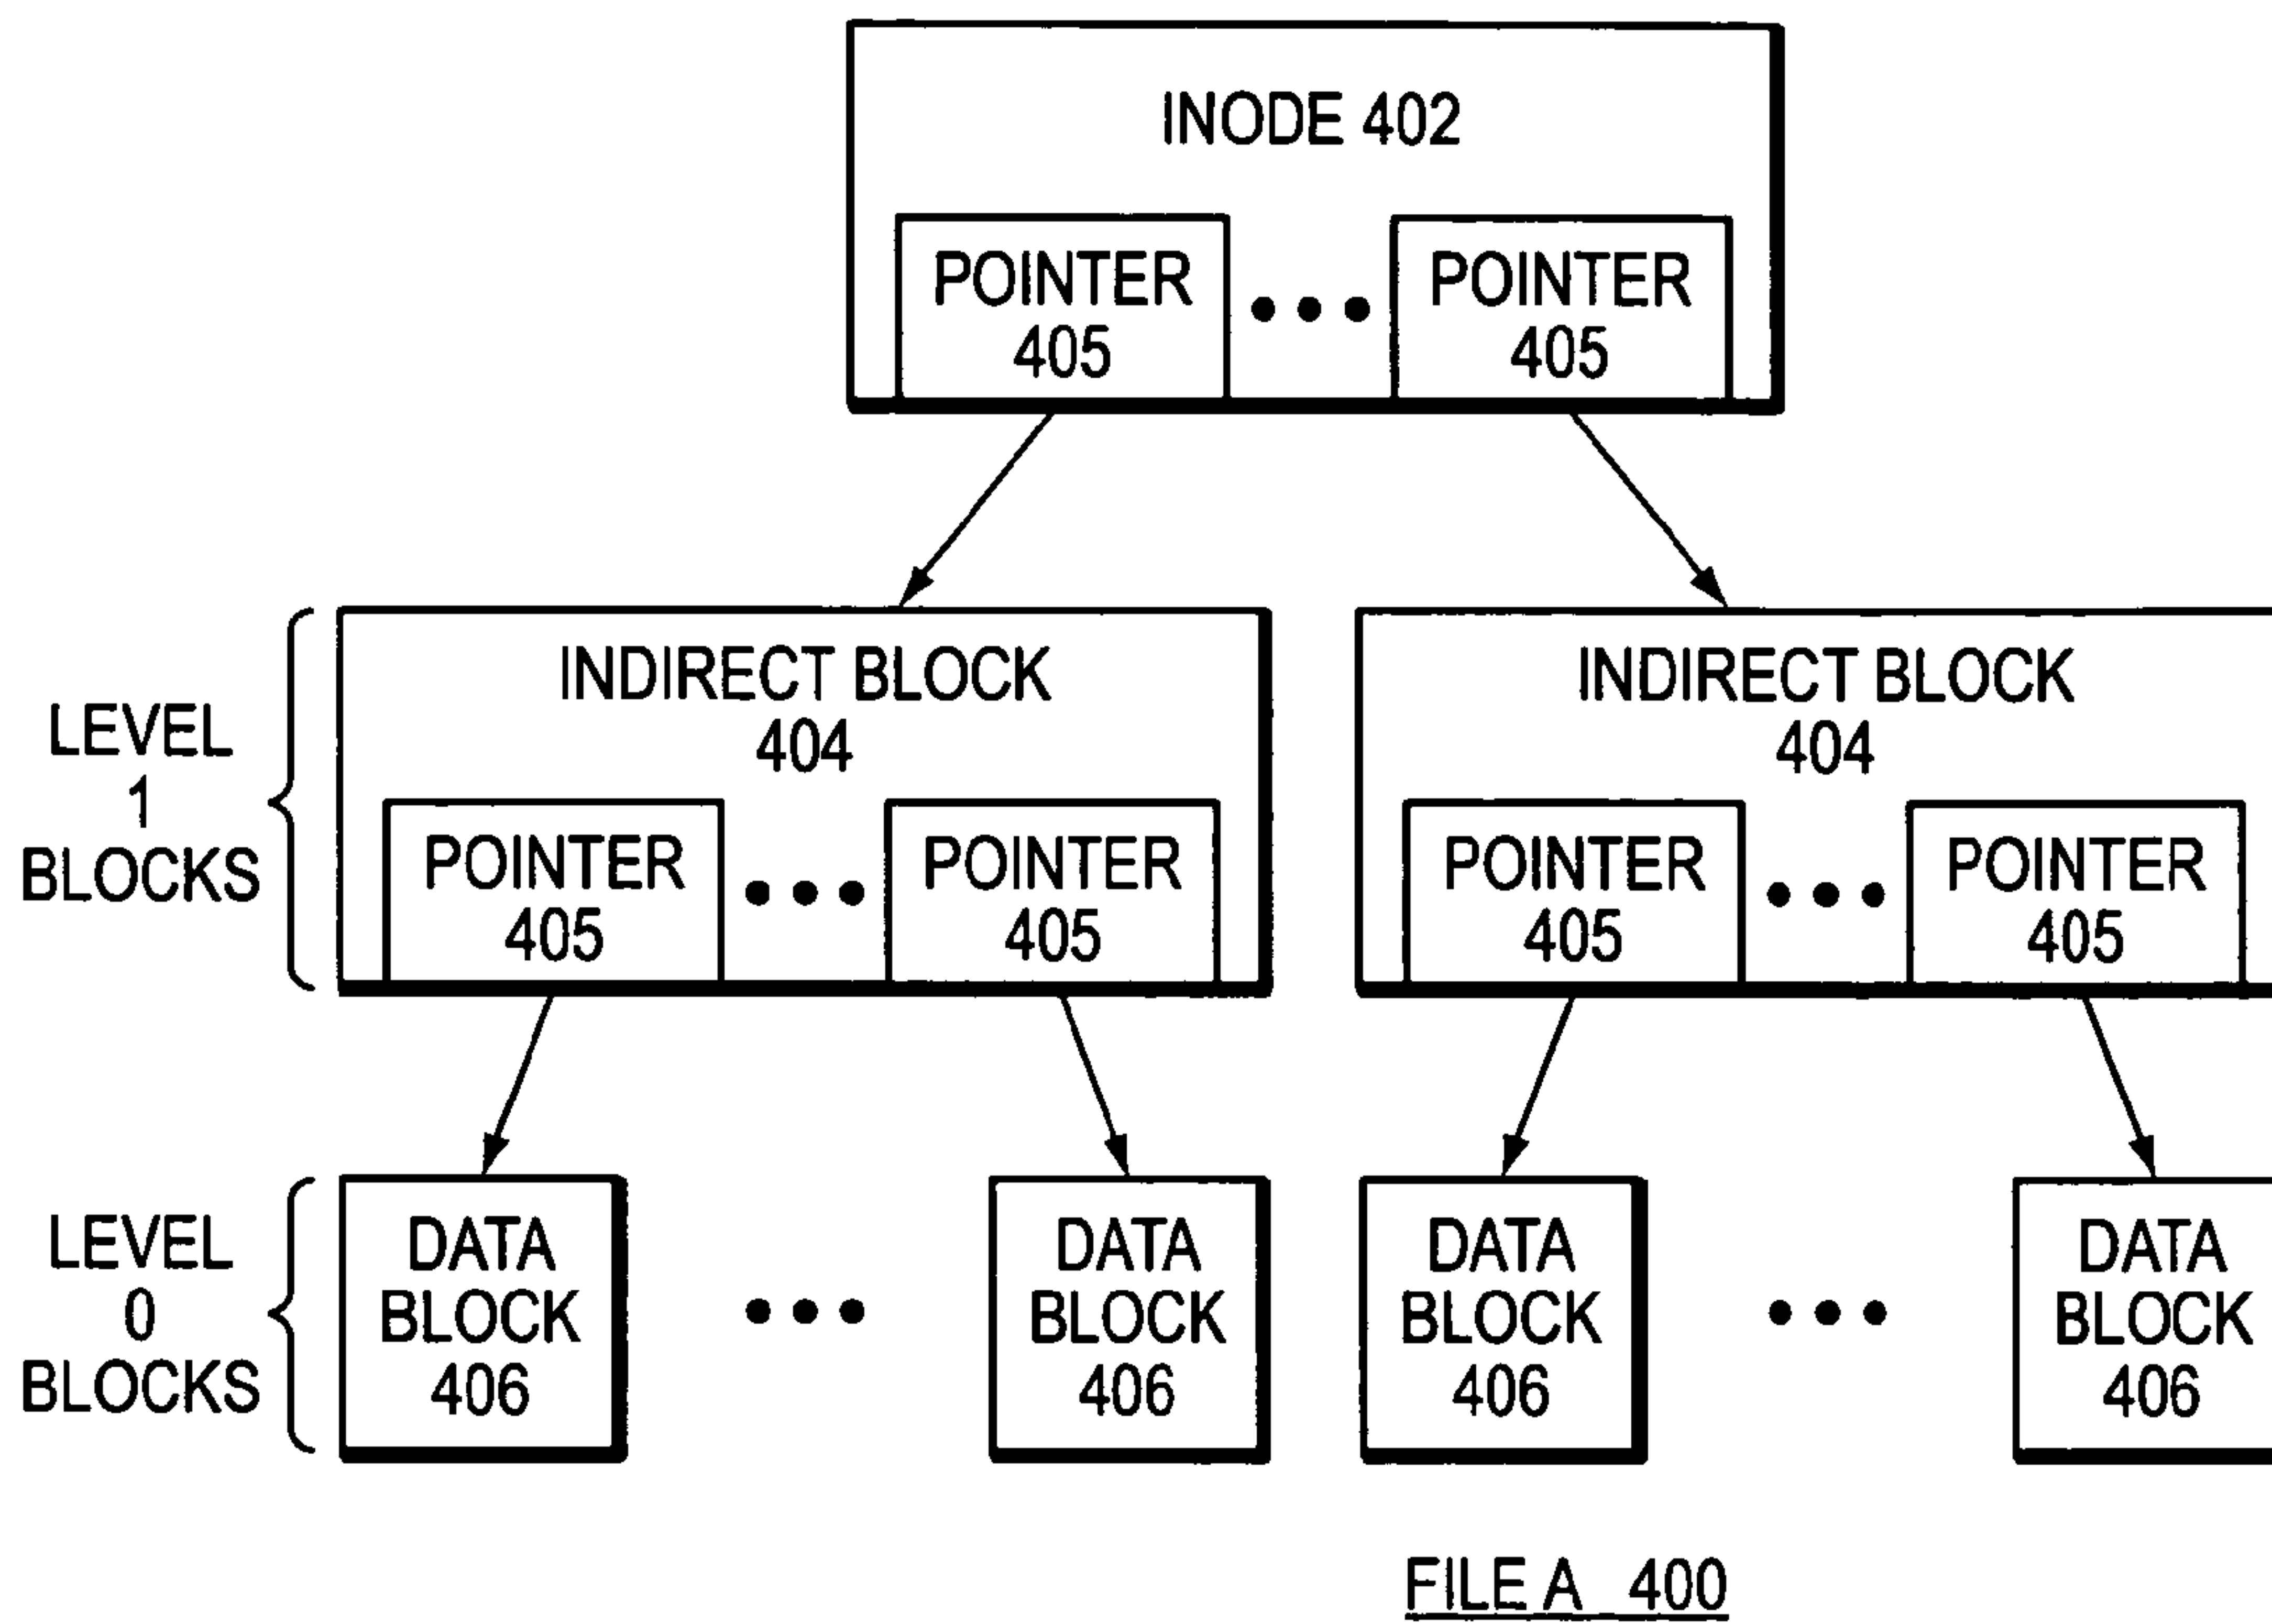 INODE 402
POINTER
405
POINTER
405
LEVEL
1
BLOCKS
INDIRECT BLOCK
404
POINTER
405
POINTER
405
INDIRECT BLOCK
404
POINTER
405
POINTER
405
LEVEL
0
BLOCKS
DATA
BLOCK
406
DATA
BLOCK
406
DATA
BLOCK
406
DATA
BLOCK
406
FILE A 400